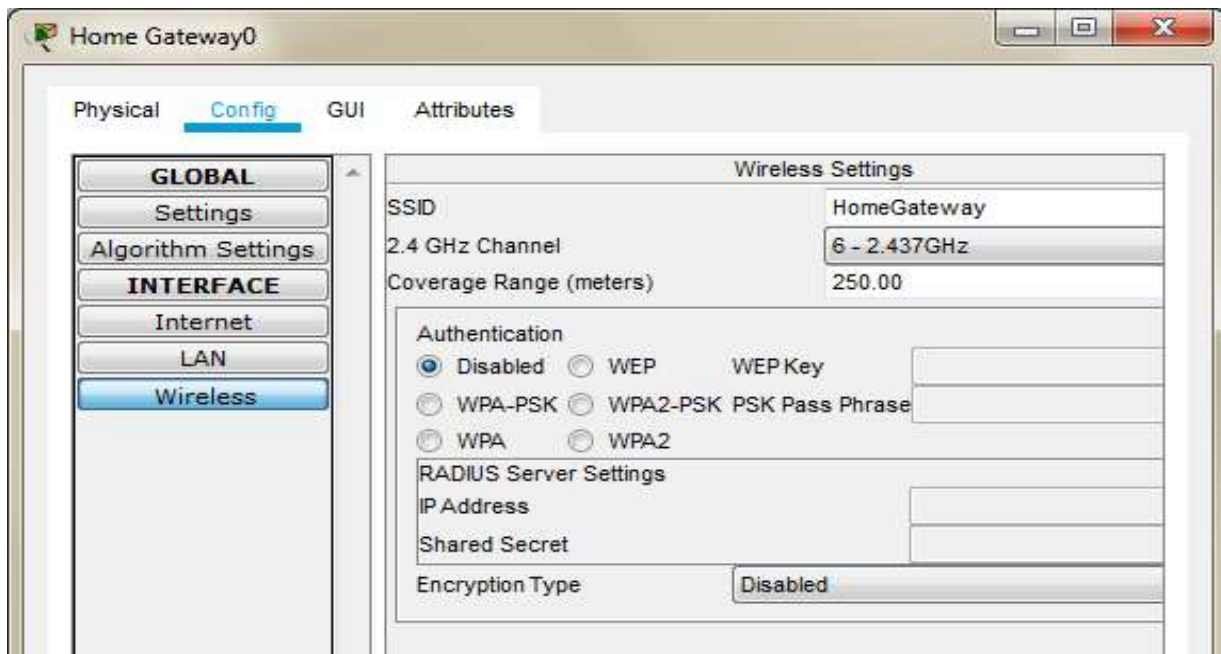 Home Gateway0
Physical Config GUI Attributes
GLOBAL
Settings
Algorithm Settings
INTERFACE
Internet
LAN
Wireless
Wireless Settings
SSID HomeGateway
2.4 GHz Channel 6 - 2.437GHz
Coverage Range (meters) 250.00
Authentication
Disabled WEP WEP Key
WPA-PSK WPA2-PSK PSK Pass Phrase
WPA WPA2
RADIUS Server Settings
IP Address
Shared Secret
Encryption Type Disabled